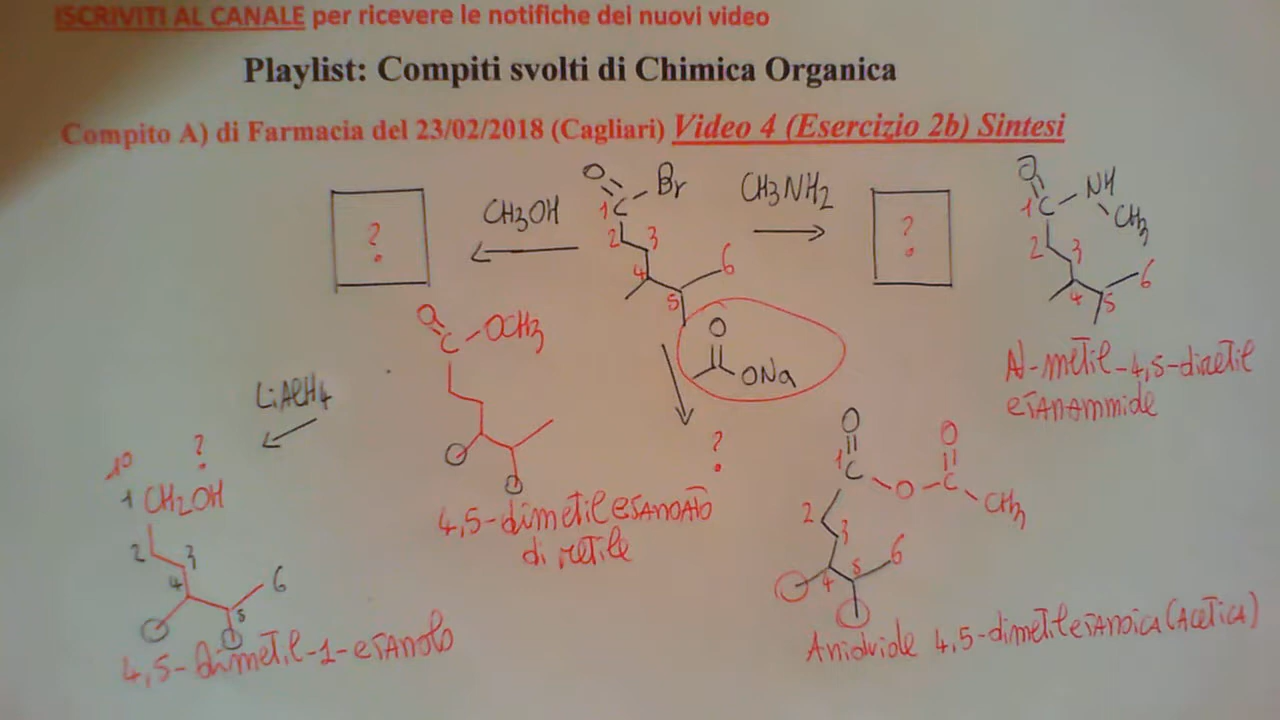 ISCRIVITI AL CANALE per ricevere le notifiche dei nuovi video
Playlist: Compiti svolti di Chimica Organica
Compito A) di Farmacia del 23/02/2018 (Cagliari) Video 4 (Esercizio 2b) Sintesi
?
CH3OH
O
Br
1 C
2 3
4
5
6
CH3NH2
?
O
1 C
NH
CH3
2 3
4 5
6
O
ONa
?
N-metil-4,5-dimetil
esanammide
O
C
OCH3
4,5-dimetilesanoato
di metile
LiAlH4
?
10
CH2OH
2 3
4
5
6
4,5-dimetil-1-esanolo
O
1 C
O
O
C
CH3
2
3
4
5
6
Anidride 4,5-dimetilesanoica (acetica)